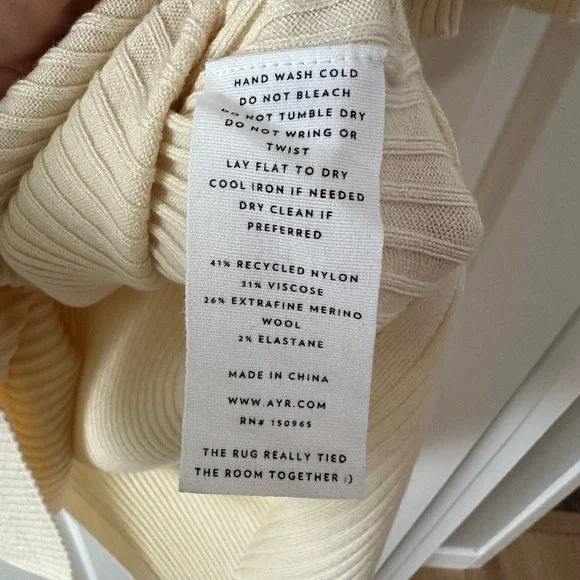 HAND WASH COLD
DO NOT BLEACH
DO NOT TUMBLE DRY
DO NOT WRING OR
TWIST
LAY FLAT TO DRY
COOL IRON IF NEEDED
DRY CLEAN IF
PREFERRED
41% RECYCLED NYLON
31% VISCOSE
26% EXTRAFINE MERINO
WOOL
2% ELASTANE
MADE IN CHINA
WWW.AYR.COM
RN# 150965
THE RUG REALLY TIED
THE ROOM TOGETHER :)